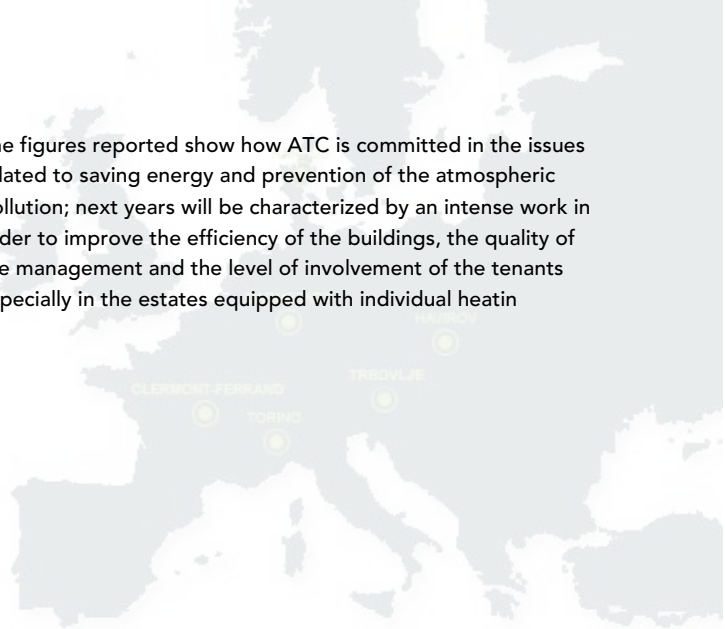 ne figures reported show how ATC is committed in the issues
lated to saving energy and prevention of the atmospheric
ollution; next years will be characterized by an intense work in
der to improve the efficiency of the buildings, the quality of
e management and the level of involvement of the tenants
pecially in the estates equipped with individual heatin
HAVIROV
TRBOVLJE
CLERMONT-FERRAND
TORINO